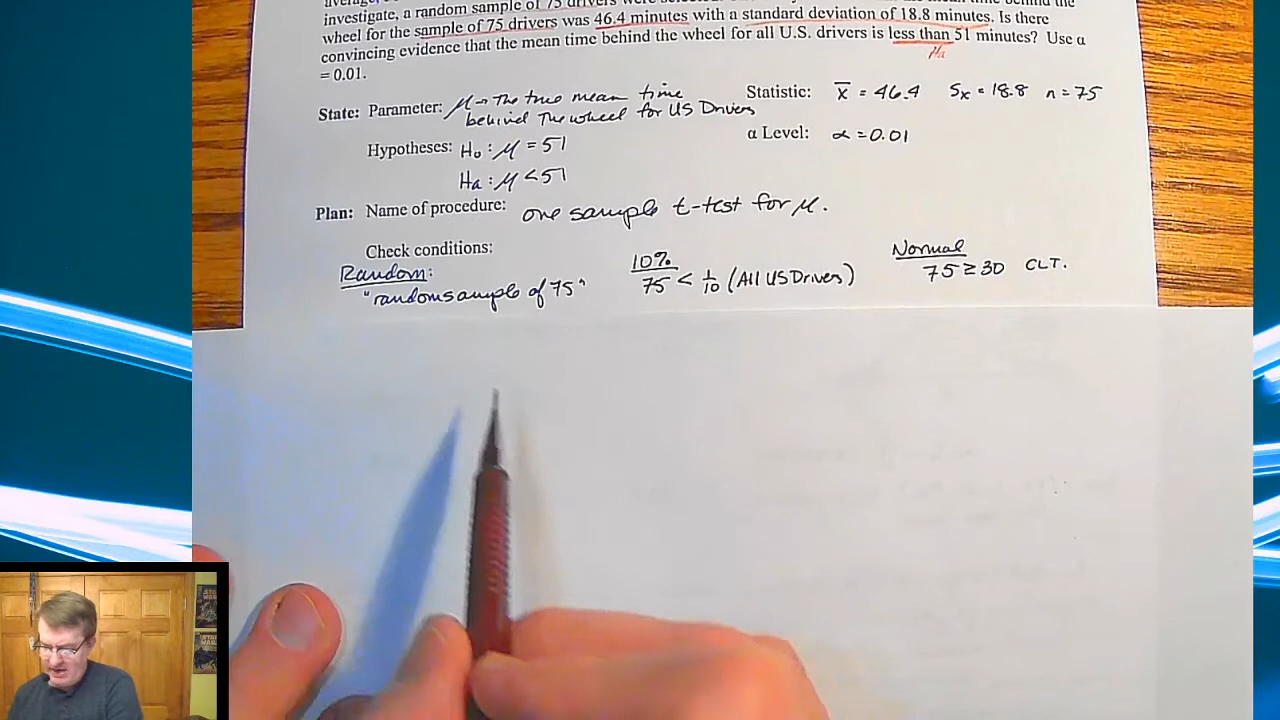 investigate, a random sample of 75 drivers
wheel for the sample of 75 drivers was 46.4 minutes with a standard deviation of 18.8 minutes. Is there
convincing evidence that the mean time behind the wheel for all U.S. drivers is less than 51 minutes? Use α
= 0.01.
Ha
State: Parameter: μ → The true mean time
behind The wheel for US Drivers
Statistic: x̄ = 46.4 Sx = 18.8 n = 75
Hypotheses: Ho : μ = 51
Ha : μ < 51
α Level: α = 0.01
Plan: Name of procedure: one sample t-test for μ.
Check conditions:
Random:
"random sample of 75"
10%
75 < 1/10 (All US Drivers)
Normal
75 ≥ 30 CLT.